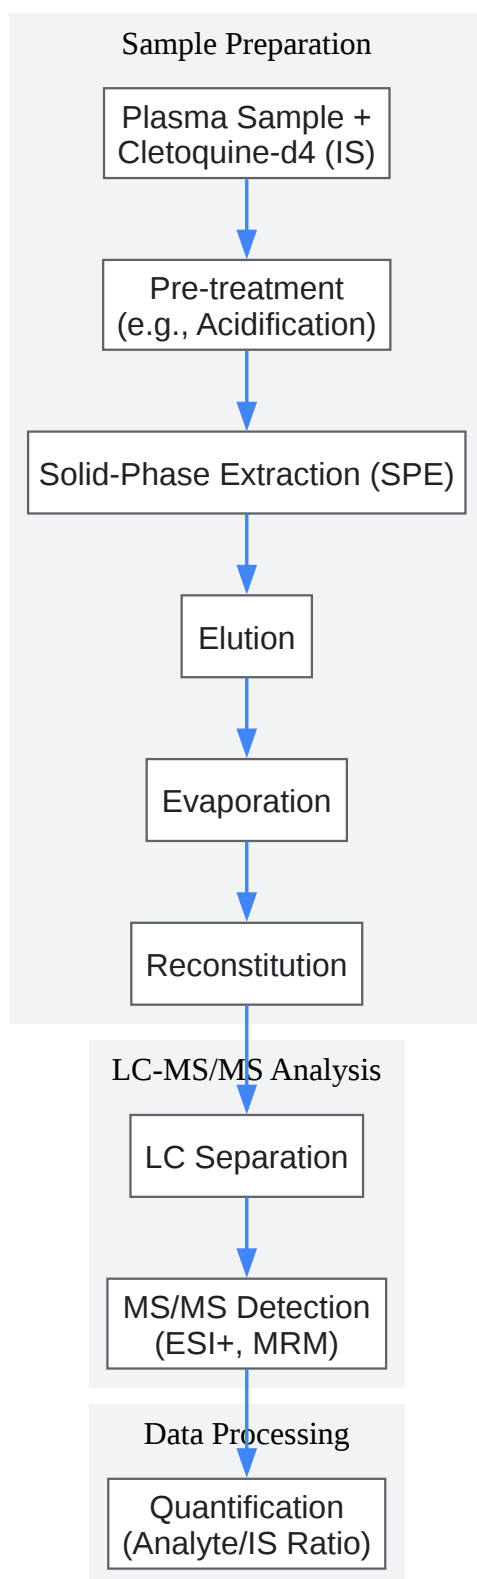 Sample Preparation
Plasma Sample +
Cletoquine-d4 (IS)
Pre-treatment
(e.g., Acidification)
Solid-Phase Extraction (SPE)
Elution
Evaporation
Reconstitution
LC-MS/MS Analysis
LC Separation
MS/MS Detection
(ESI+, MRM)
Data Processing
Quantification
(Analyte/IS Ratio)